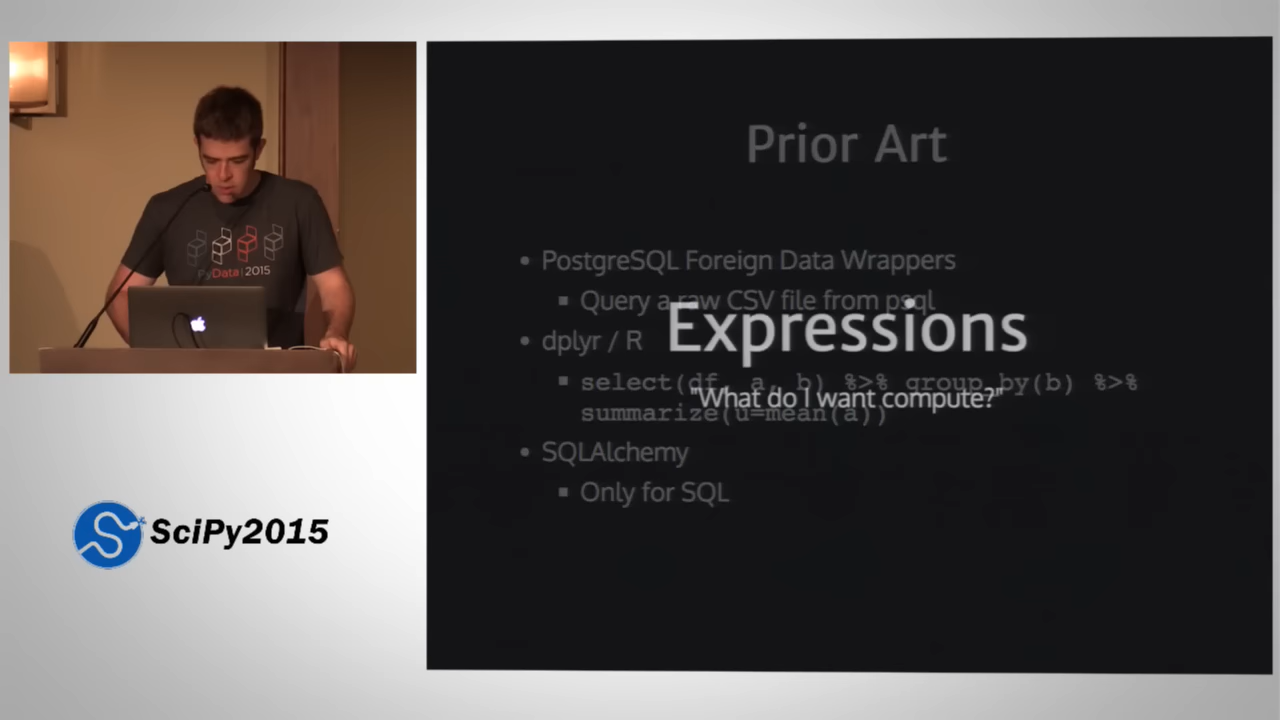 PyData | 2015
SciPy2015
Prior Art
• PostgreSQL Foreign Data Wrappers
▪ Query a raw CSV file from psql
• dplyr / R
▪ select(df, a, b) %>% group_by(b) %>%
summarize(u=mean(a))
• SQLAlchemy
▪ Only for SQL
Expressions
"What do I want compute?"